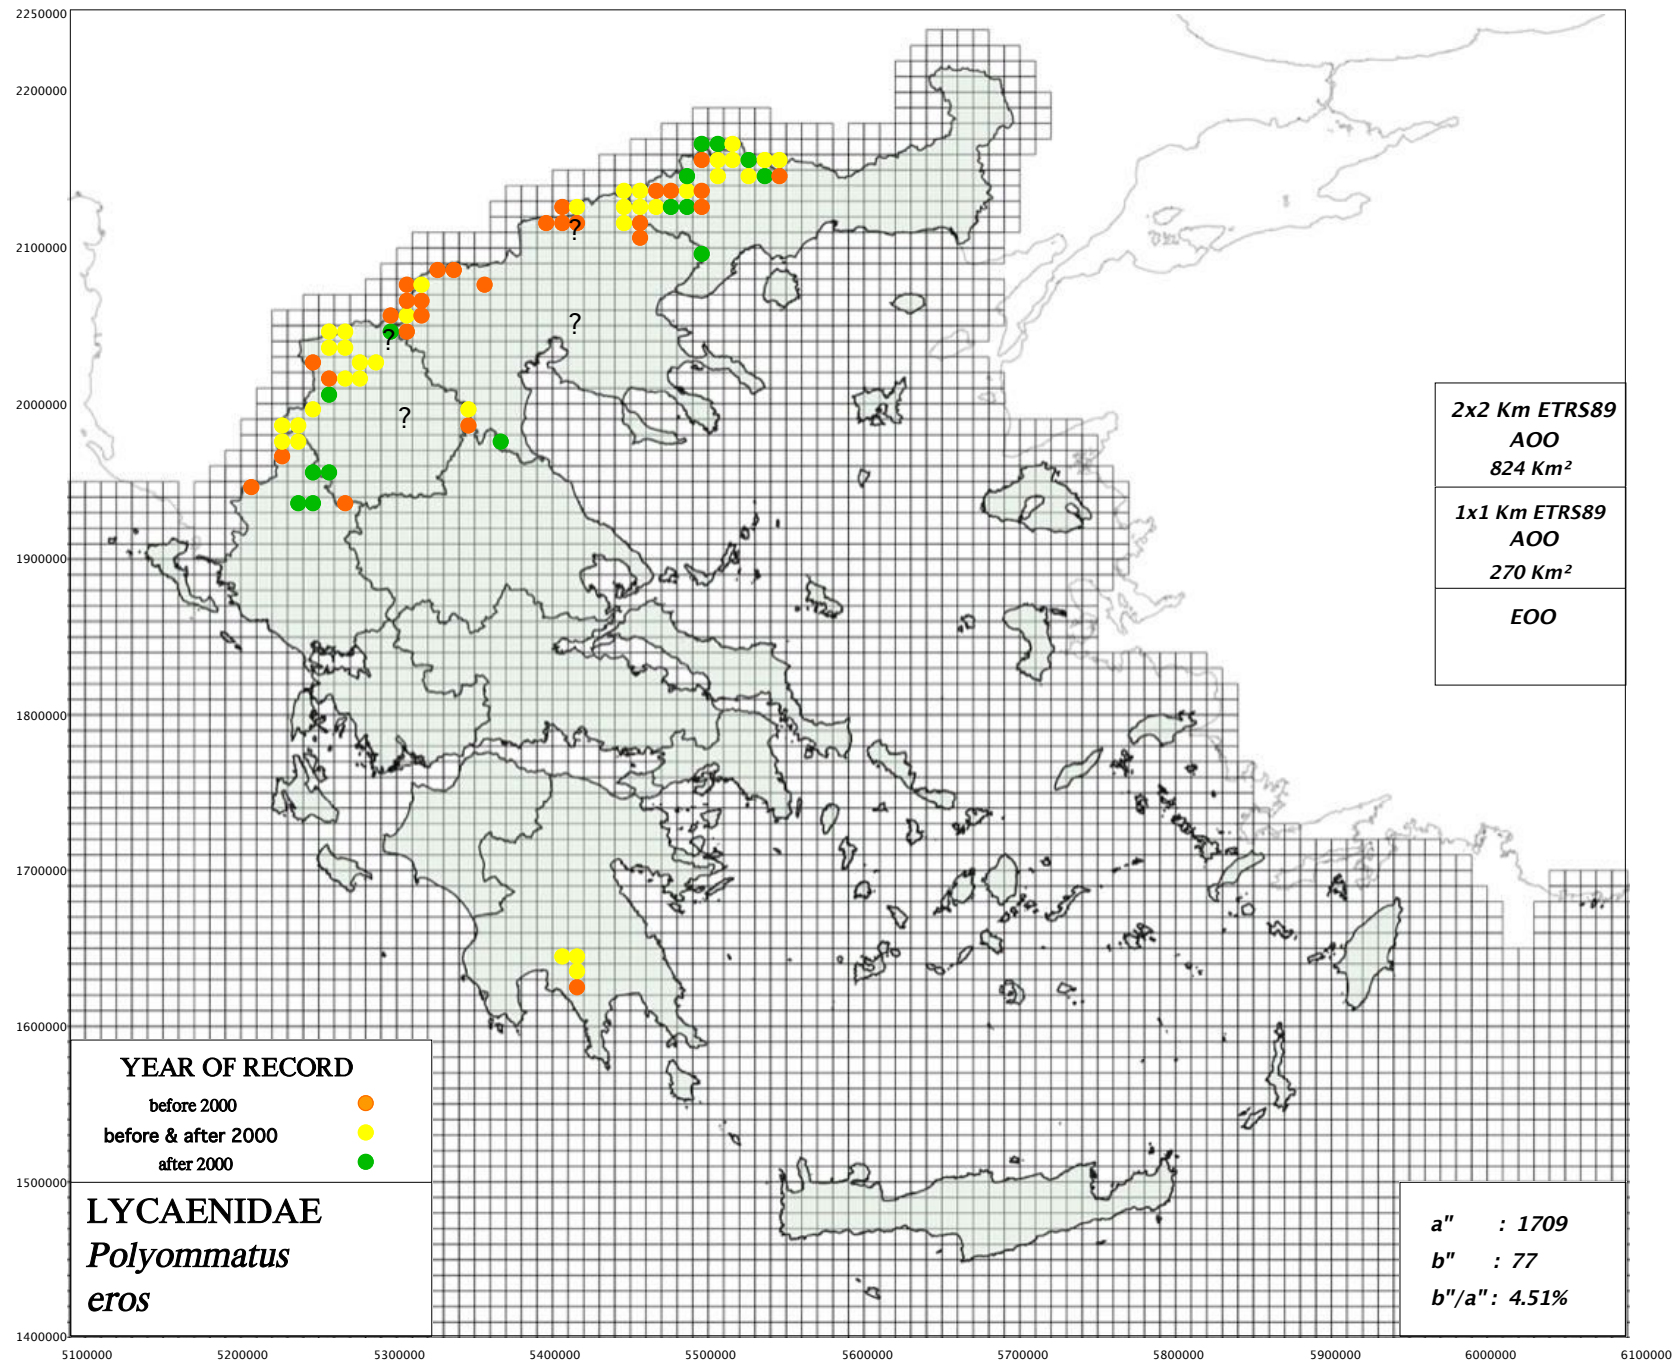 2250000
2200000
2100000
2000000
1900000
1800000
1700000
1600000
1500000
1400000
?
?
?
?
2x2 Km ETRS89
AOO
824 Km²
1x1 Km ETRS89
AOO
270 Km²
EOO
YEAR OF RECORD
before 2000
before & after 2000
after 2000
LYCAENIDAE
Polyommatus
eros
a" : 1709
b" : 77
b"/a" : 4.51%
5100000 5200000 5300000 5400000 5500000 5600000 5700000 5800000 5900000 6000000 6100000